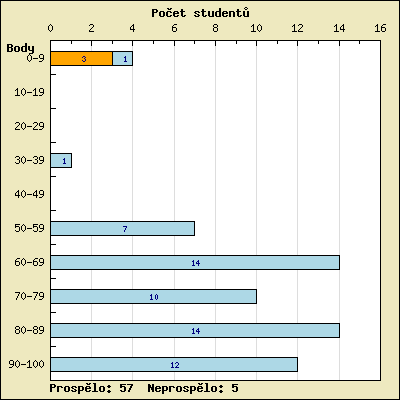 Počet studentů
0 2 4 6 8 10 12 14 16
Body
0-9 3 1
10-19
20-29
30-39 1
40-49
50-59 7
60-69 14
70-79 10
80-89 14
90-100 12
Prospělo: 57 Neprospělo: 5